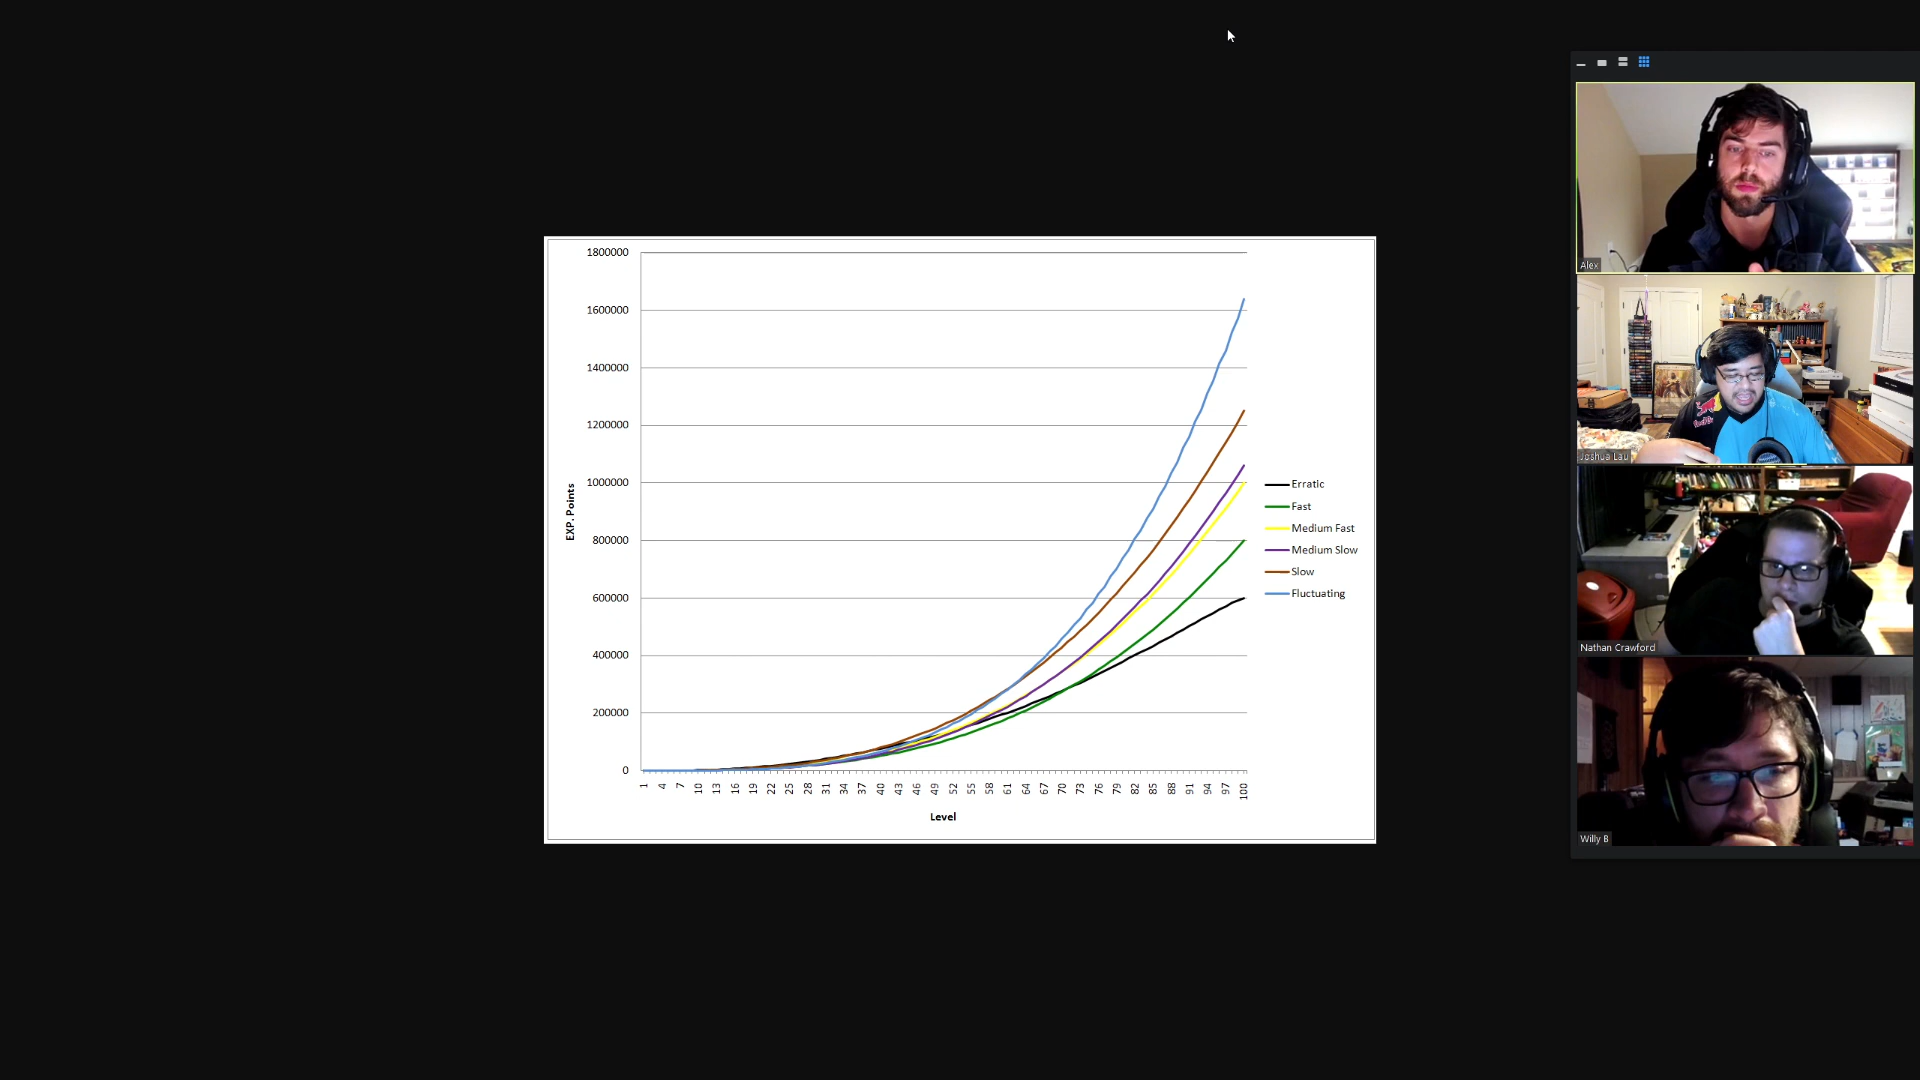 1800000
1600000
1400000
1200000
1000000
800000
600000
400000
200000
0
EXP. Points
1 4 7 10 13 16 19 22 25 28 31 34 37 40 43 46 49 52 55 58 61 64 67 70 73 76 79 82 85 88 91 94 97 100
Level
Erratic
Fast
Medium Fast
Medium Slow
Slow
Fluctuating
Alex
Joshua Lau
Nathan Crawford
Willy B